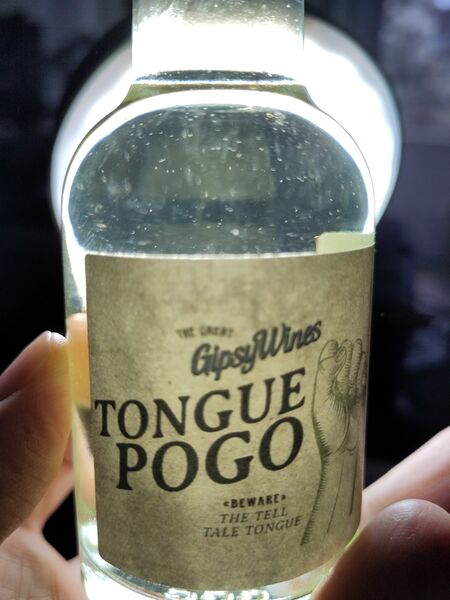 THE GREAT
GipsyWines
TONGUE
POGO
«BEWARE»
THE TELL
TALE TONGUE